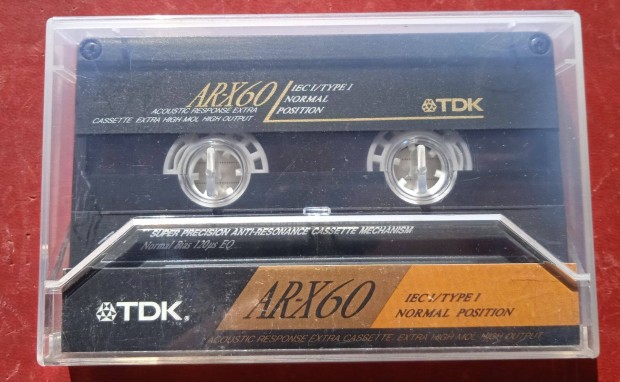 AR-X60
IEC I/TYPE I
NORMAL
POSITION
ACOUSTIC RESPONSE EXTRA
CASSETTE EXTRA HIGH MOL HIGH OUTPUT
TDK
SUPER PRECISION ANTI-RESONANCE CASSETTE MECHANISM
Normal Bias 120μs EQ
TDK.
AR-X60
IEC I/TYPE I
NORMAL POSITION
ACOUSTIC RESPONSE EXTRA CASSETTE EXTRA HIGH MOL HIGH OUTPUT